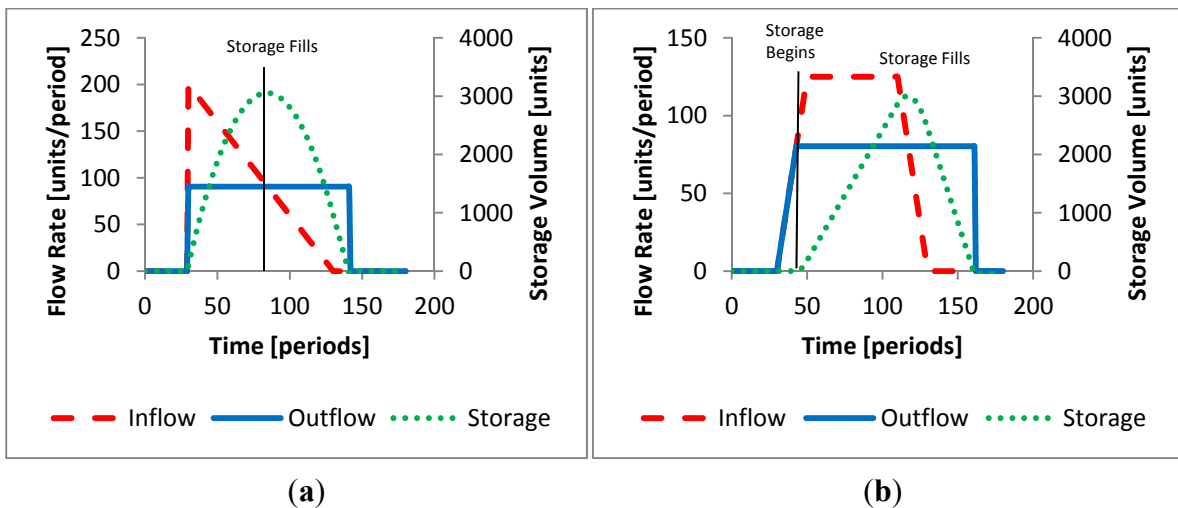 250
200
150
100
50
0
Flow Rate [units/period]
Storage Fills
4000
3000
2000
1000
0
Storage Volume [units]
0 50 100 150 200
Time [periods]
Inflow Outflow Storage
(a)
150
100
50
0
Flow Rate [units/period]
Storage
Begins
Storage Fills
4000
3000
2000
1000
0
Storage Volume [units]
0 50 100 150 200
Time [periods]
Inflow Outflow Storage
(b)